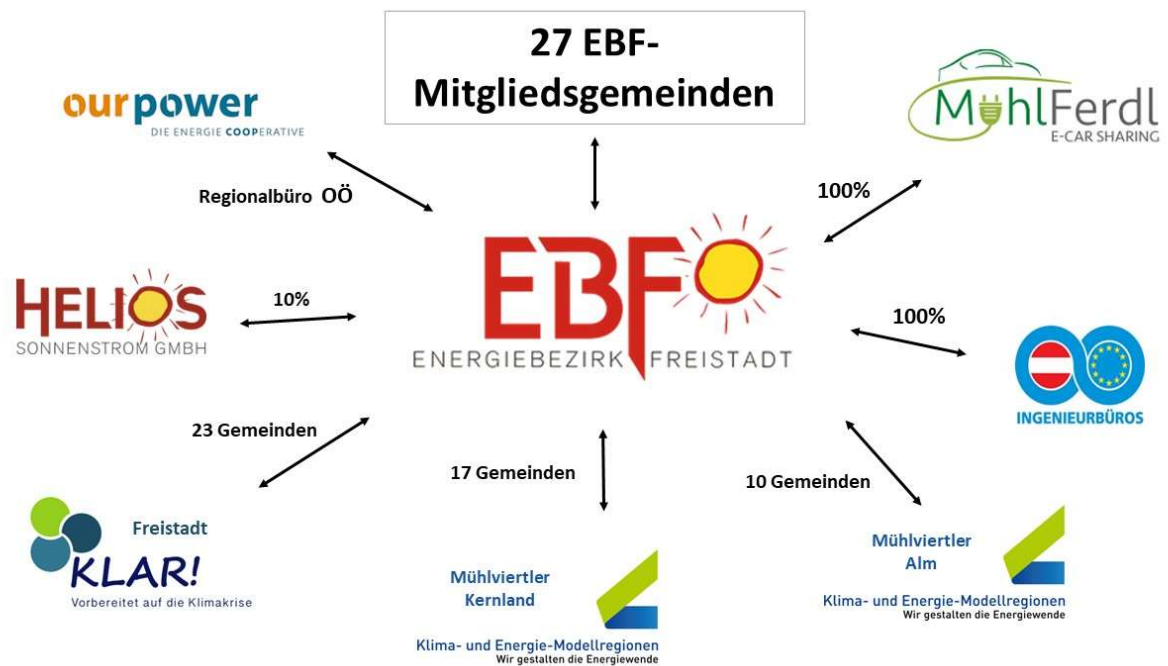 27 EBF-
Mitgliedsgemeinden
ourpower
DIE ENERGIE COOPERATIVE
MühlFerdl
E-CAR SHARING
Regionalbüro OÖ
100%
HELIOS
SONNENSTROM GMBH
10%
EBF
ENERGIEBEZIRK FREISTADT
100%
INGENIEURBÜROS
23 Gemeinden
17 Gemeinden
10 Gemeinden
Freistadt
KLAR!
Vorbereitet auf die Klimakrise
Mühlviertler
Kernland
Klima- und Energie-Modellregionen
Wir gestalten die Energiewende
Mühlviertler
Alm
Klima- und Energie-Modellregionen
Wir gestalten die Energiewende